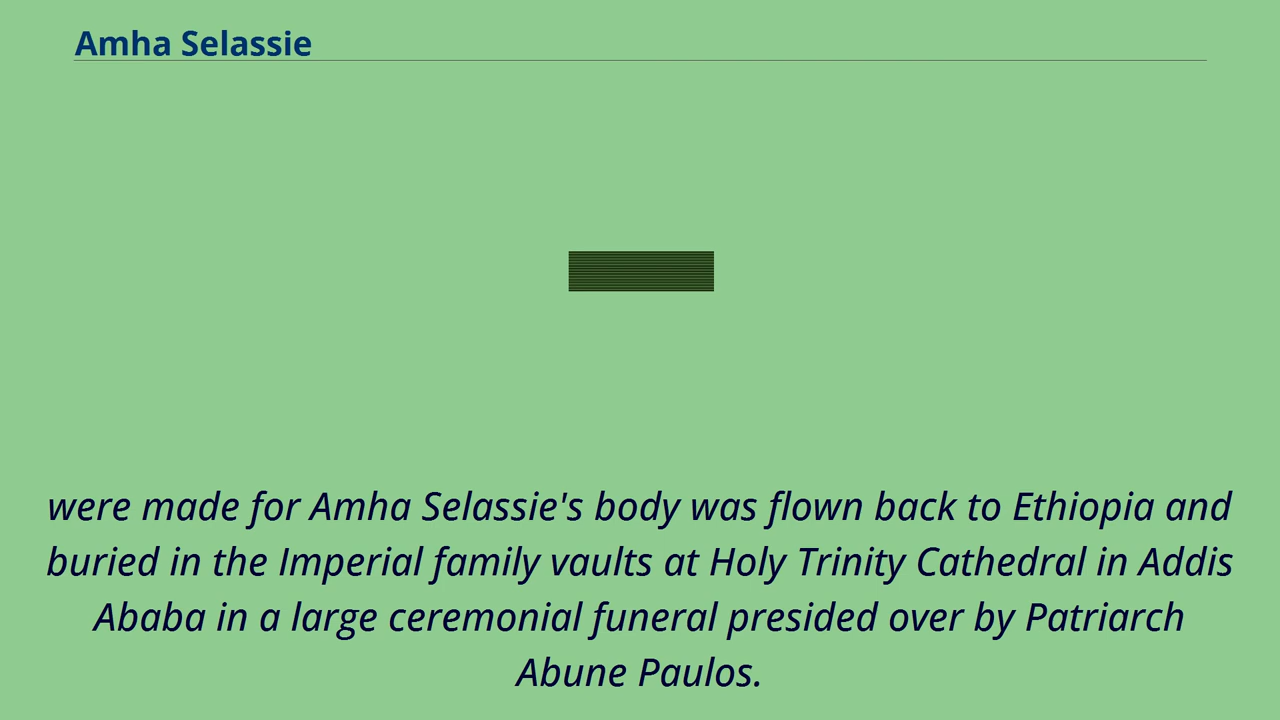 Amha Selassie
were made for Amha Selassie's body was flown back to Ethiopia and
buried in the Imperial family vaults at Holy Trinity Cathedral in Addis
Ababa in a large ceremonial funeral presided over by Patriarch
Abune Paulos.